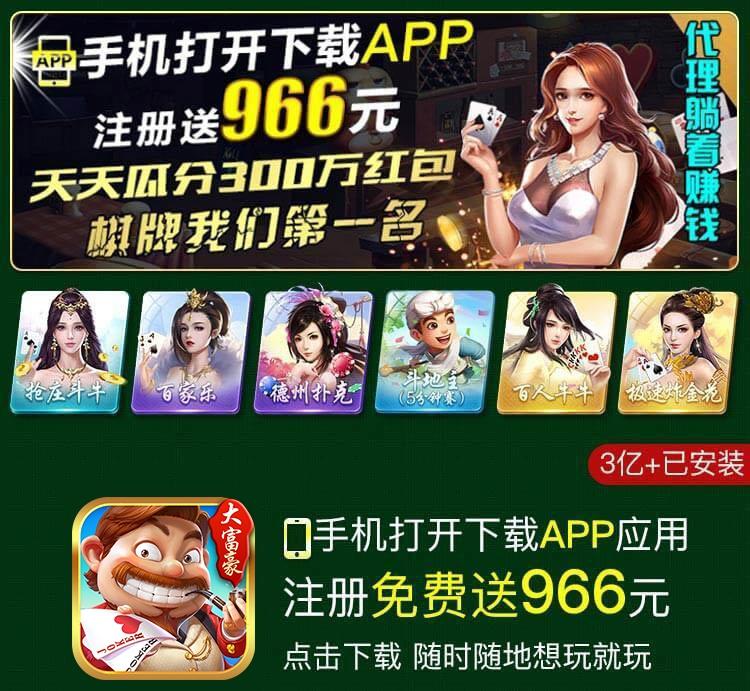 APP
手机打开下载APP
注册送966元
天天瓜分300万红包
棋牌我们第一名
代理躺着赚钱
抢庄斗牛
百家乐
德州扑克
斗地主
(5分钟赛)
百人牛牛
极速炸金花
3亿+已安装
大富豪
JOKER
手机打开下载APP应用
注册免费送966元
点击下载 随时随地想玩就玩